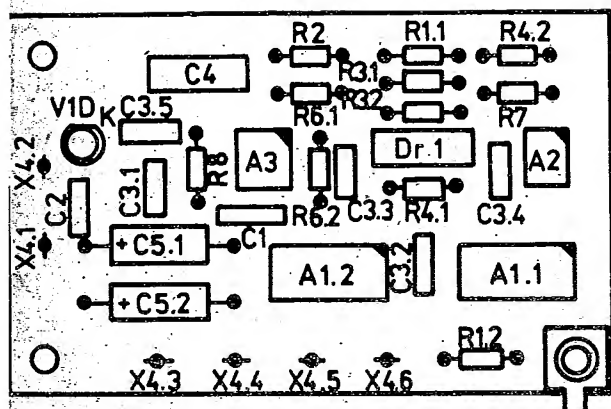 R2
R1.1
R4.2
C4
R3.1
R3.2
R6.1
R7
V1D
K
C3.5
X4.2
R8
A3
Dr.1
A2
C3.1
C2
C3.3
R4.1
C3.4
R6.2
C1
X4.1
+C5.1
A1.2
C3.2
A1.1
+C5.2
R1.2
X4.3
X4.4
X4.5
X4.6